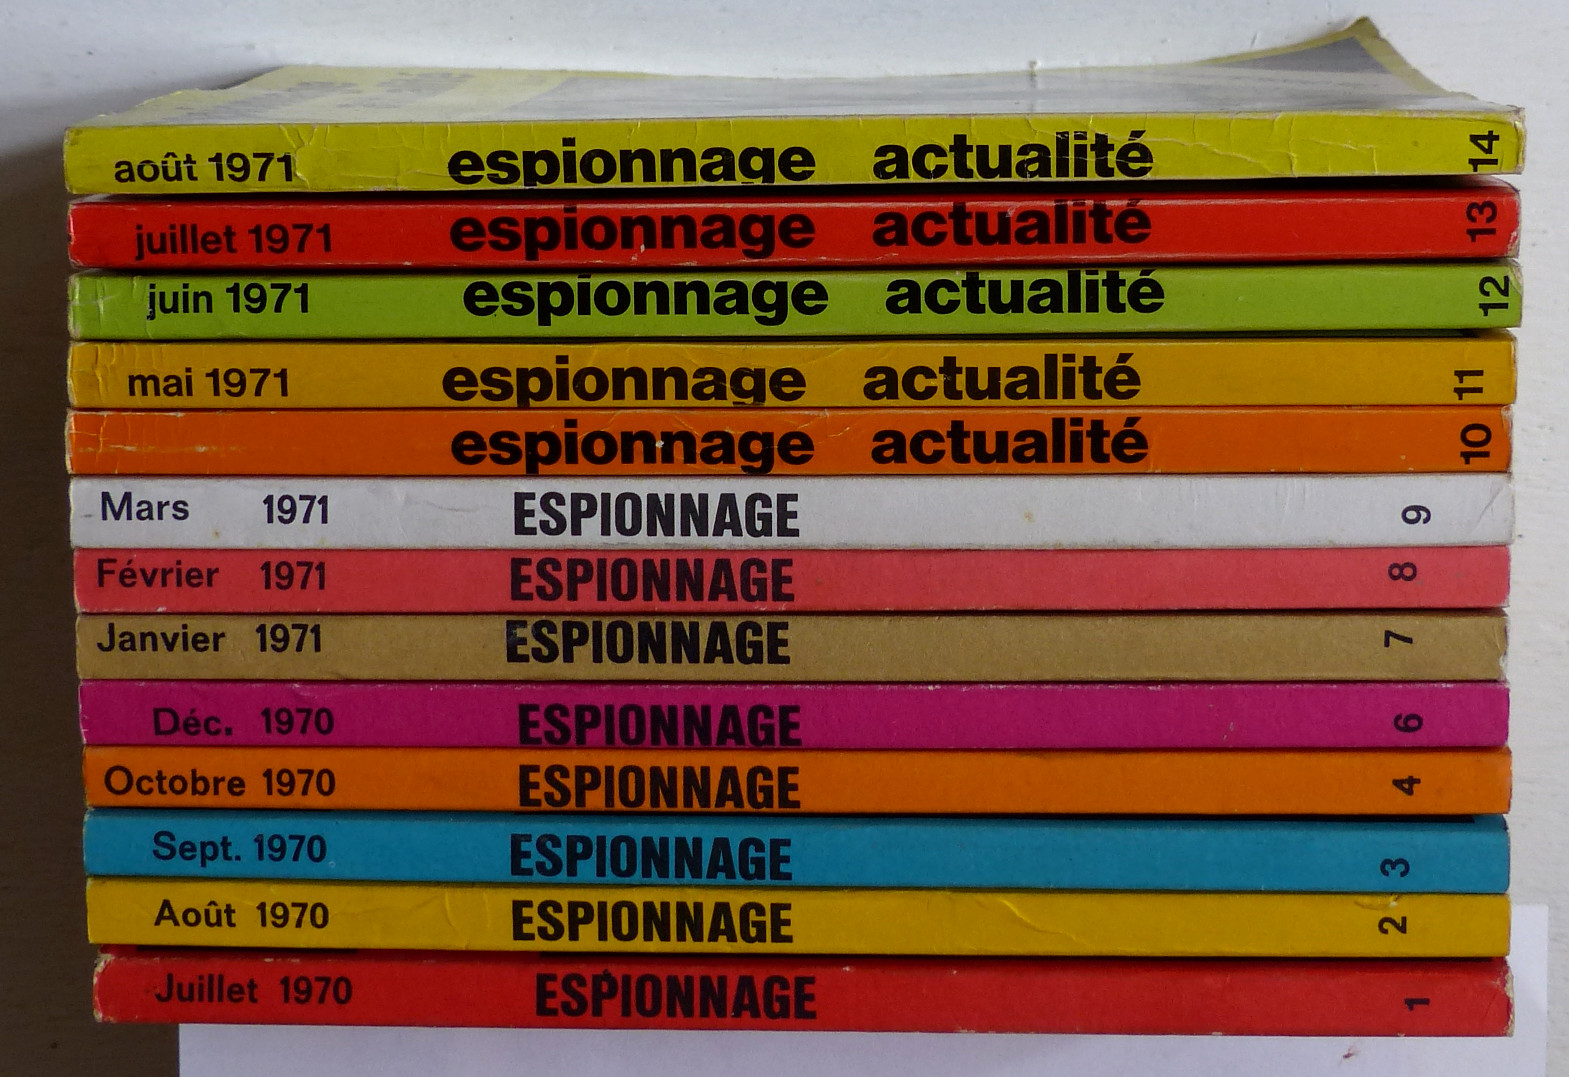 août 1971 espionnage actualité 14
juillet 1971 espionnage actualité 13
juin 1971 espionnage actualité 12
mai 1971 espionnage actualité 11
espionnage actualité 10
Mars 1971 ESPIONNAGE 9
Février 1971 ESPIONNAGE 8
Janvier 1971 ESPIONNAGE 7
Déc. 1970 ESPIONNAGE 6
Octobre 1970 ESPIONNAGE 4
Sept. 1970 ESPIONNAGE 3
Août 1970 ESPIONNAGE 2
Juillet 1970 ESPIONNAGE 1